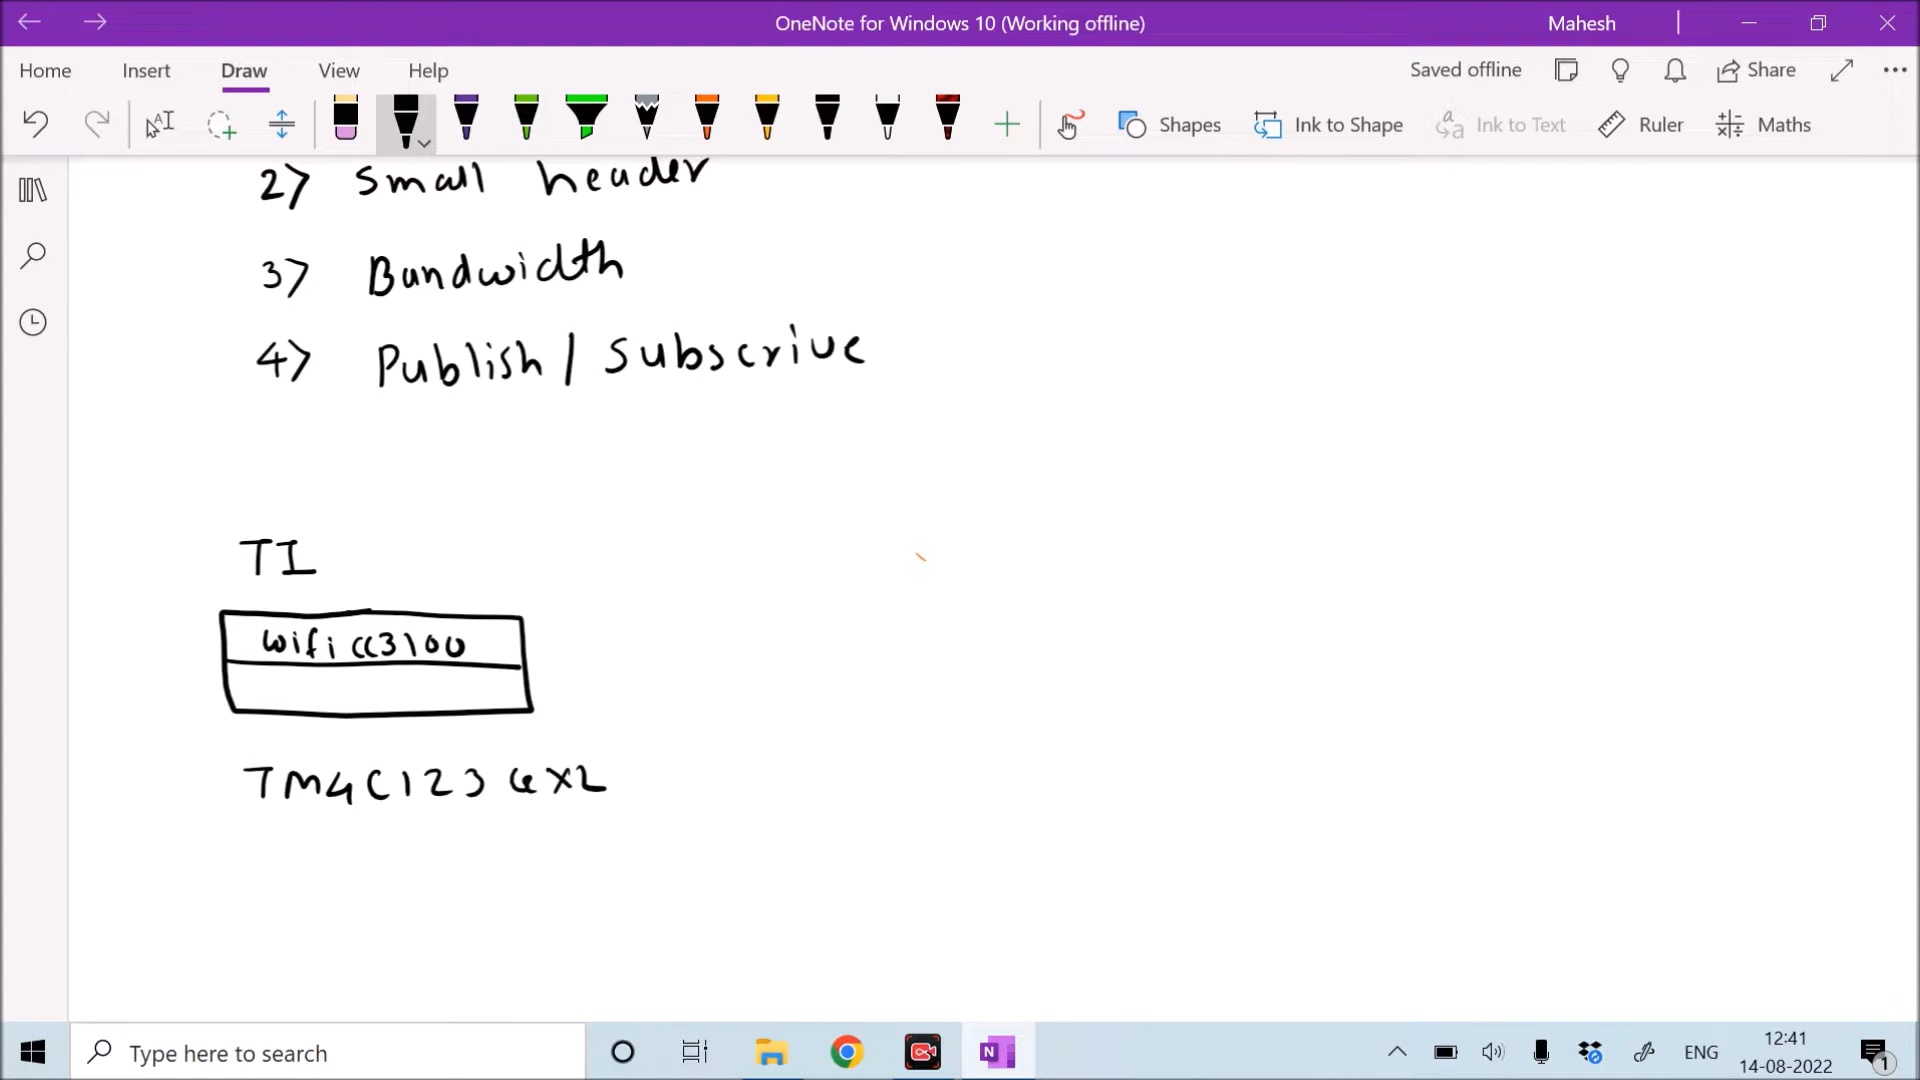 OneNote for Windows 10 (Working offline)
Mahesh
Home Insert Draw View Help
Saved offline Share
Shapes Ink to Shape Ink to Text Ruler Maths
2) Small header
3) Bandwidth
4) Publish / Subscrive
TI
Wifi CC3100
TM4C123GXL
Type here to search
ENG
12:41
14-08-2022
1